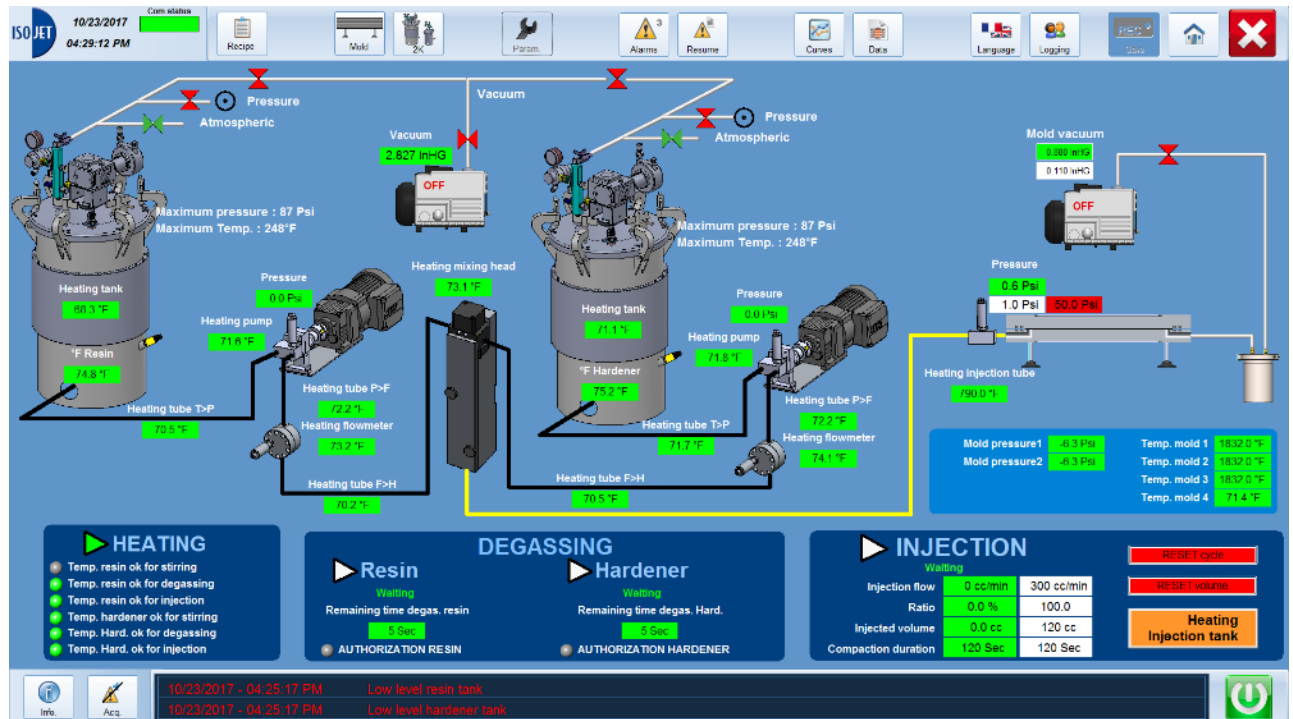 ISOJET
10/23/2017
04:29:12 PM
Com status
Recipe
Mold
2K
Param.
Alarms
3
Resume
Curves
Data
Language
Logging
Save
Pressure
Atmospheric
Vacuum
Vacuum
2.827 InHG
OFF
Pressure
Atmospheric
Mold vacuum
0.110 InHG
OFF
Maximum pressure : 87 Psi
Maximum Temp. : 248°F
Maximum pressure : 87 Psi
Maximum Temp. : 248°F
Heating tank
68.3 °F
°F Resin
74.8 °F
Pressure
0.0 Psi
Heating pump
71.6 °F
Heating tube T>P
70.5 °F
Heating tube P>F
72.2 °F
Heating flowmeter
73.2 °F
Heating tube F>H
70.2 °F
Heating mixing head
73.1 °F
Heating tank
71.1 °F
°F Hardener
75.2 °F
Pressure
0.0 Psi
Heating pump
71.8 °F
Heating tube T>P
71.7 °F
Heating tube P>F
72.2 °F
Heating flowmeter
74.1 °F
Heating tube F>H
70.5 °F
Pressure
0.6 Psi
1.0 Psi 50.0 Psi
Heating injection tube
790.0 °F
Mold pressure1 -6.3 Psi
Mold pressure2 -6.3 Psi
Temp. mold 1 1832.0 °F
Temp. mold 2 1832.0 °F
Temp. mold 3 1832.0 °F
Temp. mold 4 71.4 °F
HEATING
Temp. resin ok for stirring
Temp. resin ok for degassing
Temp. resin ok for injection
Temp. hardener ok for stirring
Temp. Hard. ok for degassing
Temp. Hard. ok for injection
DEGASSING
Resin
Waiting
Remaining time degas. resin
5 Sec
AUTHORIZATION RESIN
Hardener
Waiting
Remaining time degas. Hard.
5 Sec
AUTHORIZATION HARDENER
INJECTION
Waiting
Injection flow 0 cc/min 300 cc/min
Ratio 0.0 % 100.0
Injected volume 0.0 cc 120 cc
Compaction duration 120 Sec 120 Sec
RESET cycle
RESET volume
Heating
Injection tank
Info.
Acq.
10/23/2017 - 04:25:17 PM Low level resin tank
10/23/2017 - 04:25:17 PM Low level hardener tank